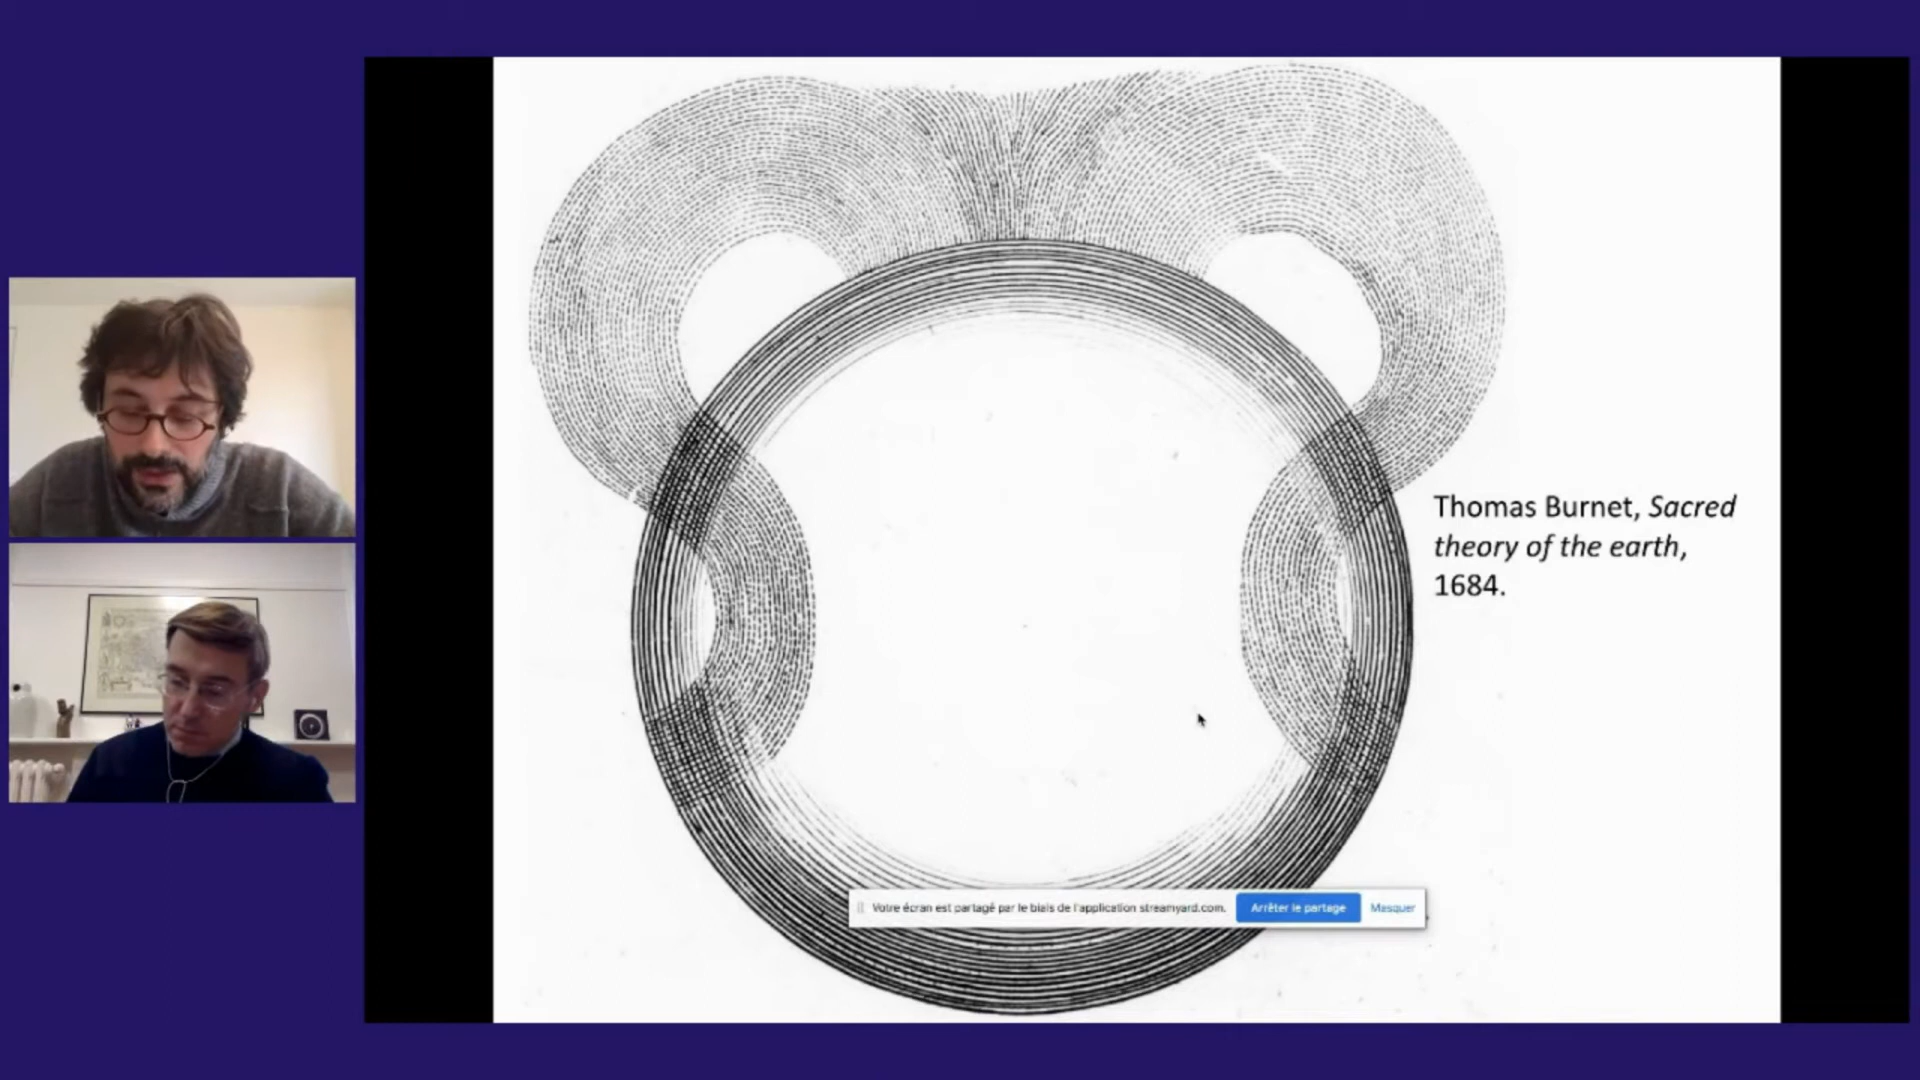 Thomas Burnet, Sacred
theory of the earth,
1684.
Votre écran est partagé par le biais de l'application streamyard.com. Arrêter le partage Masquer